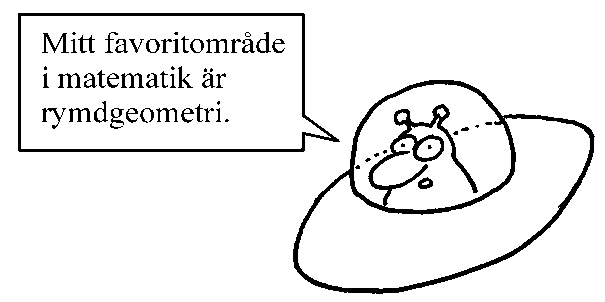 Mitt favoritområde
i matematik är
rymdgeometri.